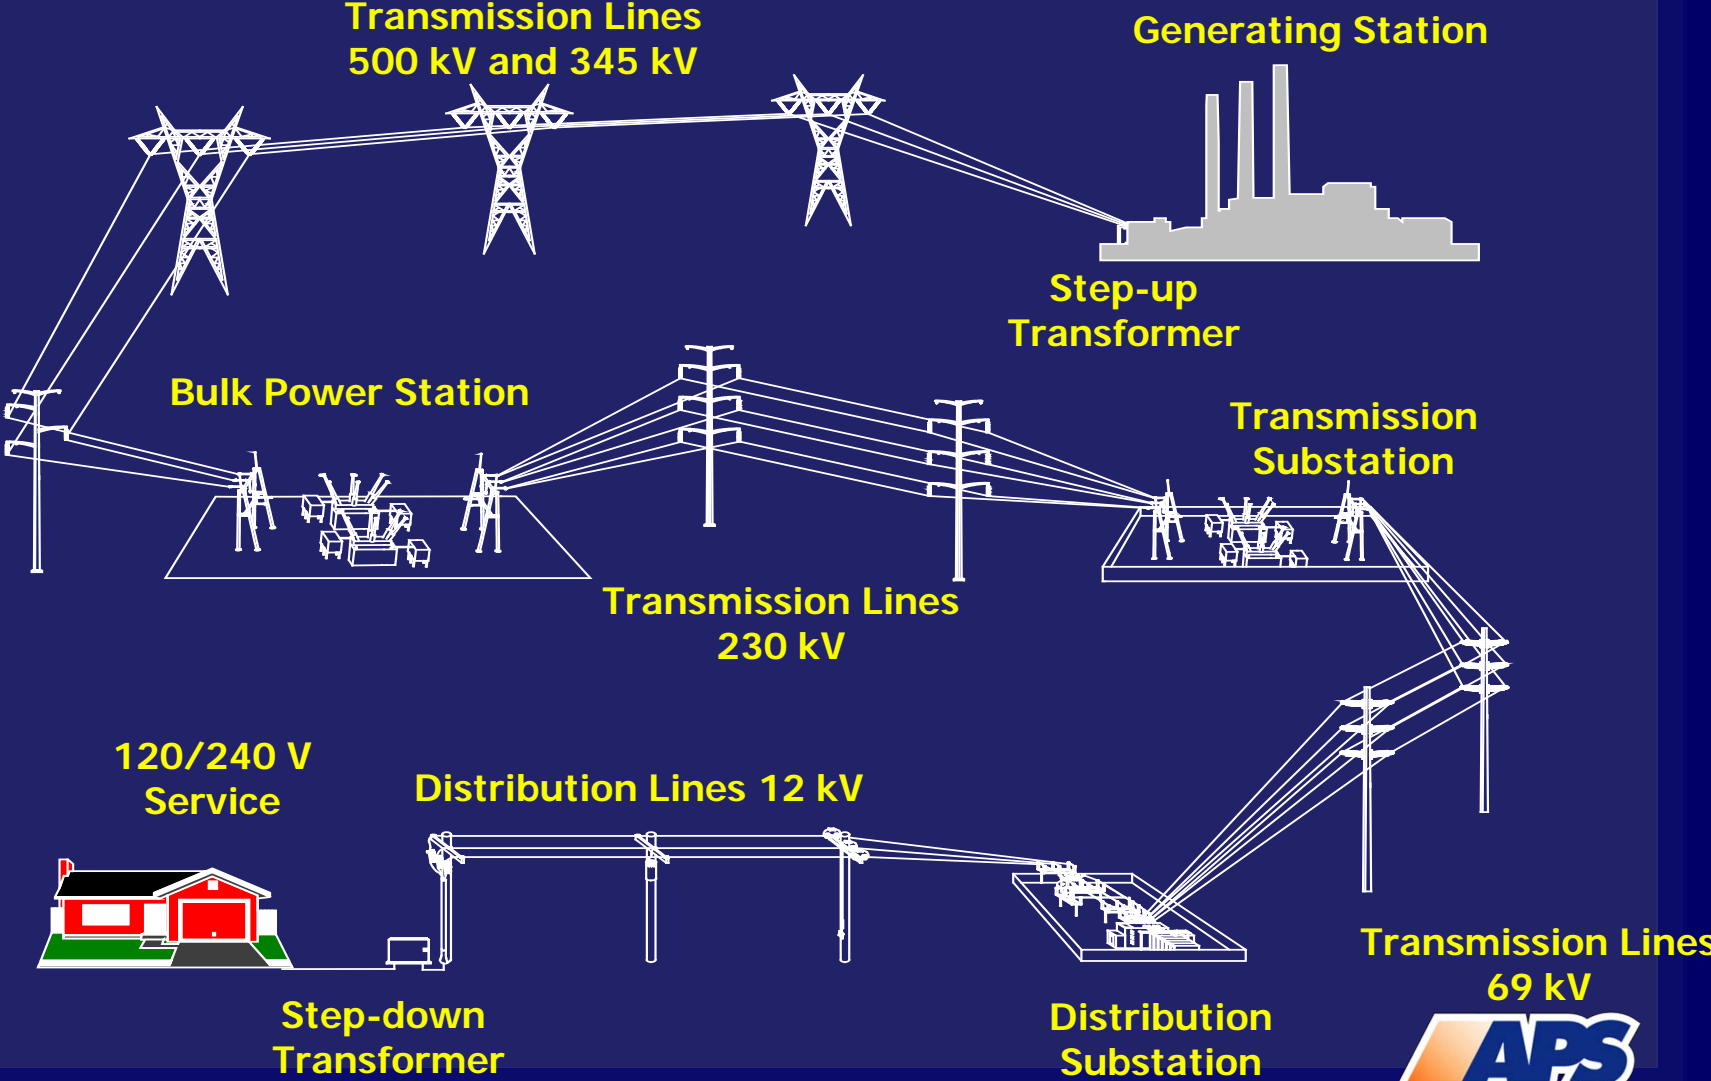 Transmission Lines
500 kV and 345 kV
Generating Station
Step-up
Transformer
Bulk Power Station
Transmission
Substation
Transmission Lines
230 kV
120/240 V
Service
Distribution Lines 12 kV
Transmission Lines
69 kV
Step-down
Transformer
Distribution
Substation
APS